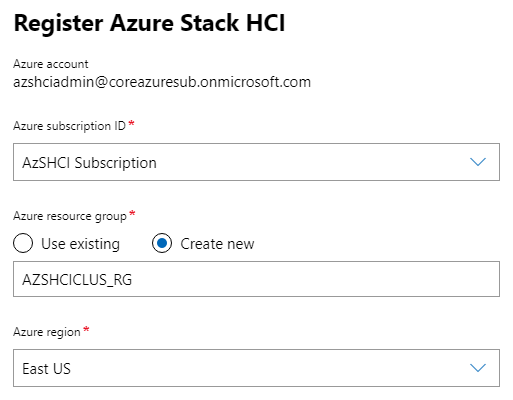 Register Azure Stack HCI
Azure account
azshciadmin@coreazuresub.onmicrosoft.com
Azure subscription ID *
AzSHCI Subscription
Azure resource group *
Use existing Create new
AZSHCICLUS_RG
Azure region *
East US